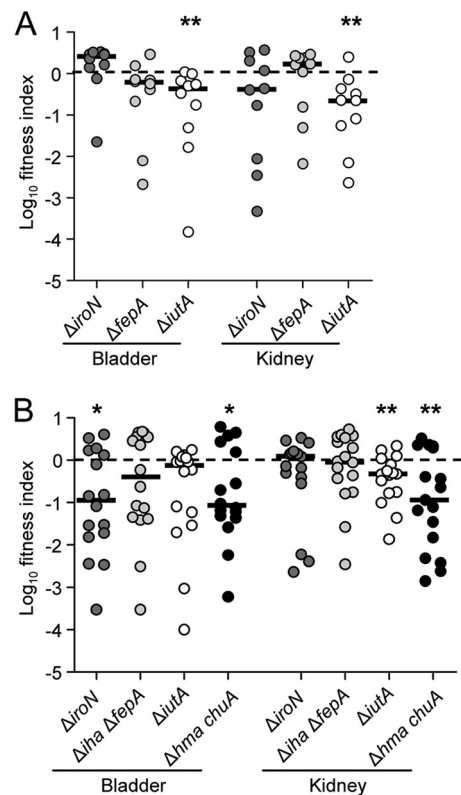 A
** **
Log₁₀ fitness index
1
0
-1
-2
-3
-4
-5
ΔiroN ΔfepA ΔiutA ΔiroN ΔfepA ΔiutA
Bladder Kidney
B
* * ** **
Log₁₀ fitness index
1
0
-1
-2
-3
-4
-5
ΔiroN Δiha ΔfepA ΔiutA Δhma chuA ΔiroN Δiha ΔfepA ΔiutA Δhma chuA
Bladder Kidney